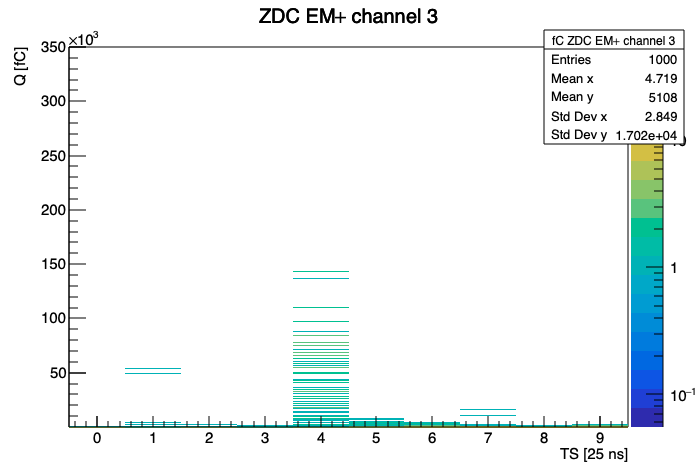 ZDC EM+ channel 3
×10³
Q [fC]
350
300
250
200
150
100
50
fC ZDC EM+ channel 3
Entries 1000
Mean x 4.719
Mean y 5108
Std Dev x 2.849
Std Dev y 1.702e+04
1
10⁻¹
0 1 2 3 4 5 6 7 8 9
TS [25 ns]